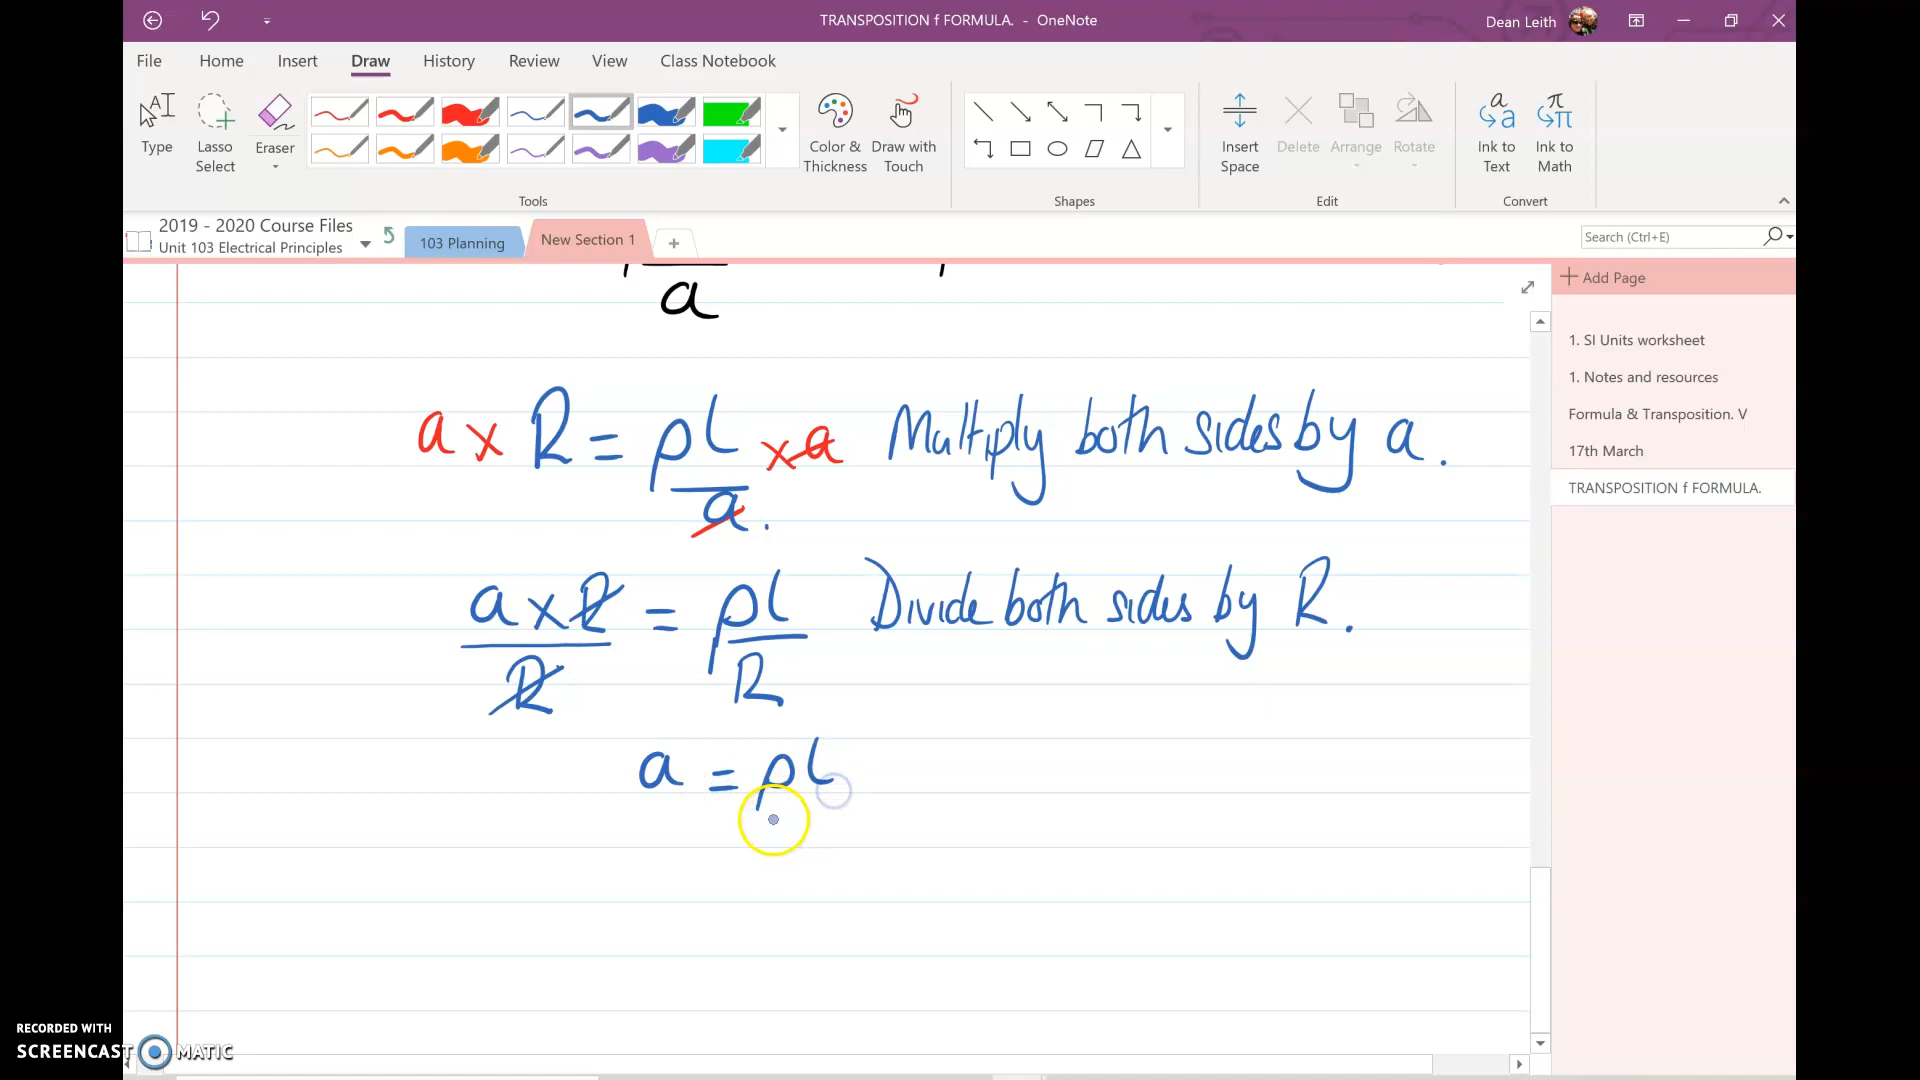 TRANSPOSITION f FORMULA. - OneNote
Dean Leith
File Home Insert Draw History Review View Class Notebook
Type
Lasso Select
Eraser
Color & Thickness
Draw with Touch
Insert Space
Delete
Arrange
Rotate
Ink to Text
Ink to Math
Tools
Shapes
Edit
Convert
2019 - 2020 Course Files
Unit 103 Electrical Principles
103 Planning
New Section 1
Search (Ctrl+E)
Add Page
1. SI Units worksheet
1. Notes and resources
Formula & Transposition. V
17th March
TRANSPOSITION f FORMULA.
a
a x R = ρL x a Multiply both sides by a.
a.
a x R = ρL Divide both sides by R.
R R
a = ρL
RECORDED WITH
SCREENCAST MATIC